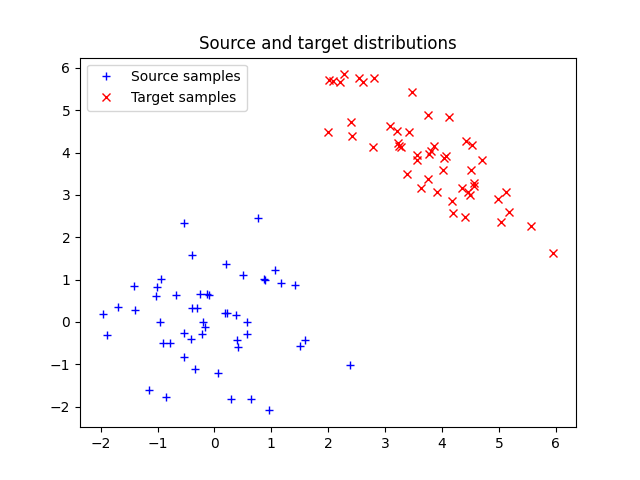 Source and target distributions
Source samples
Target samples
6
5
4
3
2
1
0
−1
−2
−2 −1 0 1 2 3 4 5 6